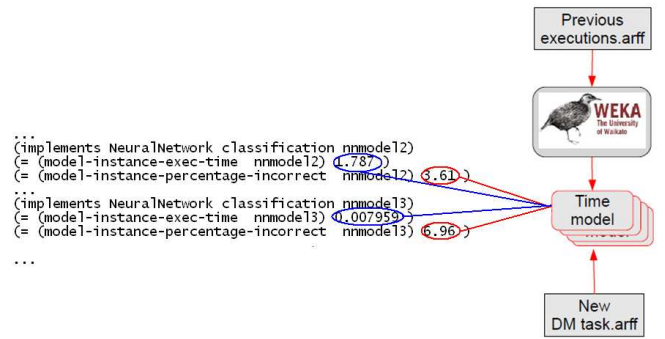 Previous
executions.arff
WEKA
The University
of Waikato
...
(implements NeuralNetwork classification nnmodel2)
(= (model-instance-exec-time nnmodel2) 1.787 )
(= (model-instance-percentage-incorrect nnmodel2) 3.61 )
...
(implements NeuralNetwork classification nnmodel3)
(= (model-instance-exec-time nnmodel3) 0.007959)
(= (model-instance-percentage-incorrect nnmodel3) 6.96 )
...
Time
model
New
DM task.arff